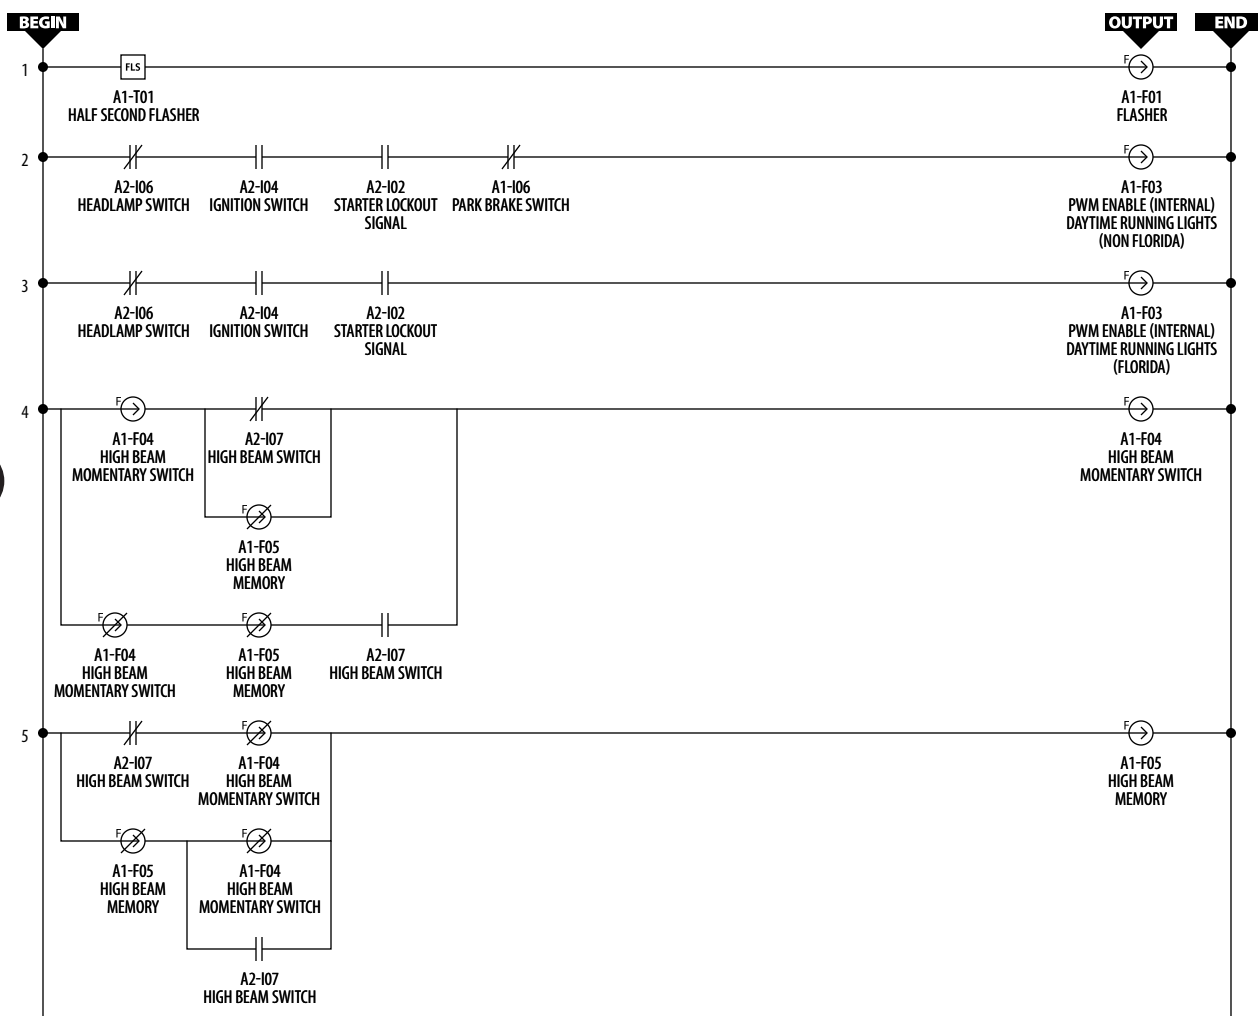 BEGIN OUTPUT END
1 FLS F
A1-T01 A1-F01
HALF SECOND FLASHER FLASHER
2 F
A2-I06 A2-I04 A2-I02 A1-I06 A1-F03
HEADLAMP SWITCH IGNITION SWITCH STARTER LOCKOUT PARK BRAKE SWITCH PWM ENABLE (INTERNAL)
SIGNAL DAYTIME RUNNING LIGHTS
(NON FLORIDA)
3 F
A2-I06 A2-I04 A2-I02 A1-F03
HEADLAMP SWITCH IGNITION SWITCH STARTER LOCKOUT PWM ENABLE (INTERNAL)
SIGNAL DAYTIME RUNNING LIGHTS
(FLORIDA)
4 F F
A1-F04 A2-I07 A1-F04
HIGH BEAM HIGH BEAM SWITCH HIGH BEAM
MOMENTARY SWITCH MOMENTARY SWITCH
F
A1-F05
HIGH BEAM
MEMORY
F F
A1-F04 A1-F05 A2-I07
HIGH BEAM HIGH BEAM HIGH BEAM SWITCH
MOMENTARY SWITCH MEMORY
5 F F
A2-I07 A1-F04 A1-F05
HIGH BEAM SWITCH HIGH BEAM HIGH BEAM
MOMENTARY SWITCH MEMORY
F F
A1-F05 A1-F04
HIGH BEAM HIGH BEAM
MEMORY MOMENTARY SWITCH
A2-I07
HIGH BEAM SWITCH